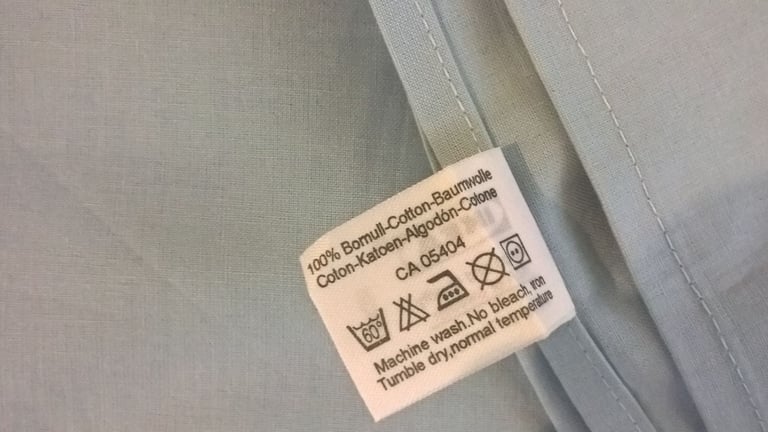 100% Bomull-Cotton-Baumwolle
Coton-Katoen-Algodón-Cotone
CA 05404
60°
Machine wash.No bleach, iron
Tumble dry,normal temperature